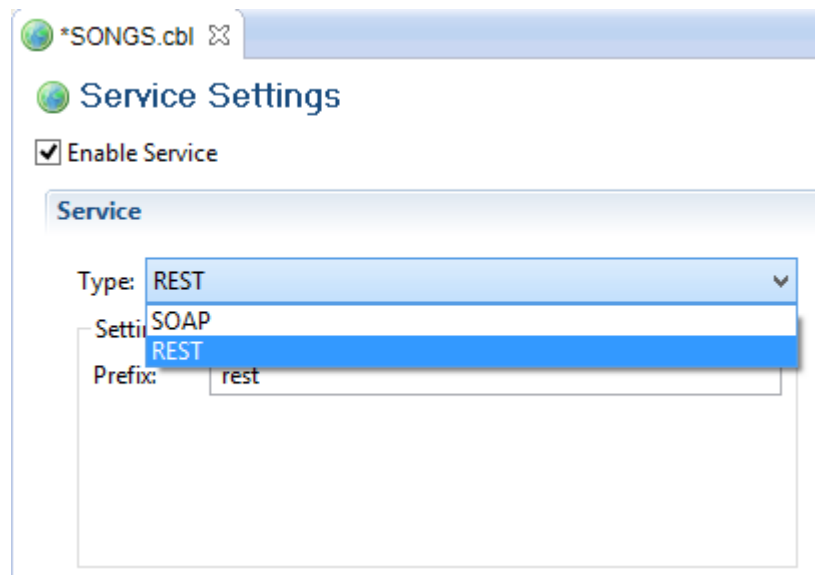 *SONGS.cbl
Service Settings
Enable Service
Service
Type: REST
SOAP
REST
Prefix: rest